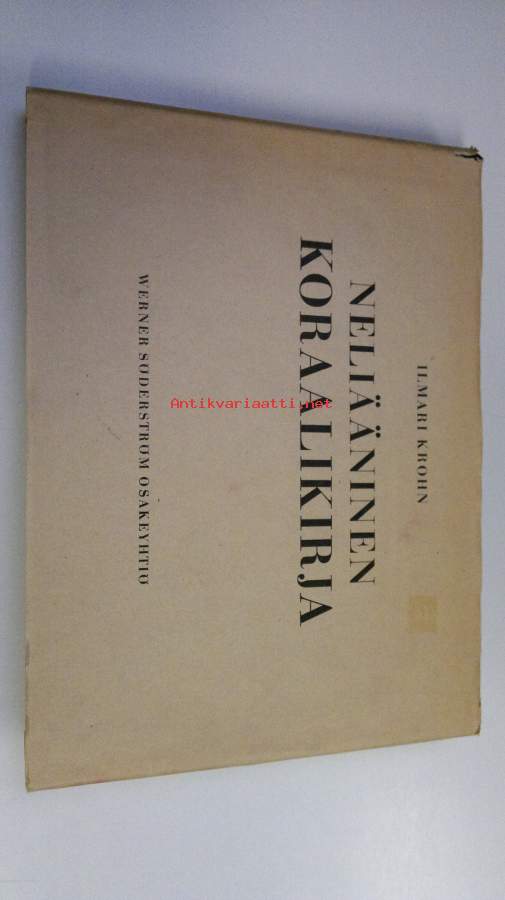 ILMARI KROHN
NELIÄÄNINEN
KORAALIKIRJA
WERNER SÖDERSTRÖM OSAKEYHTIÖ
Antikvariaatti.net